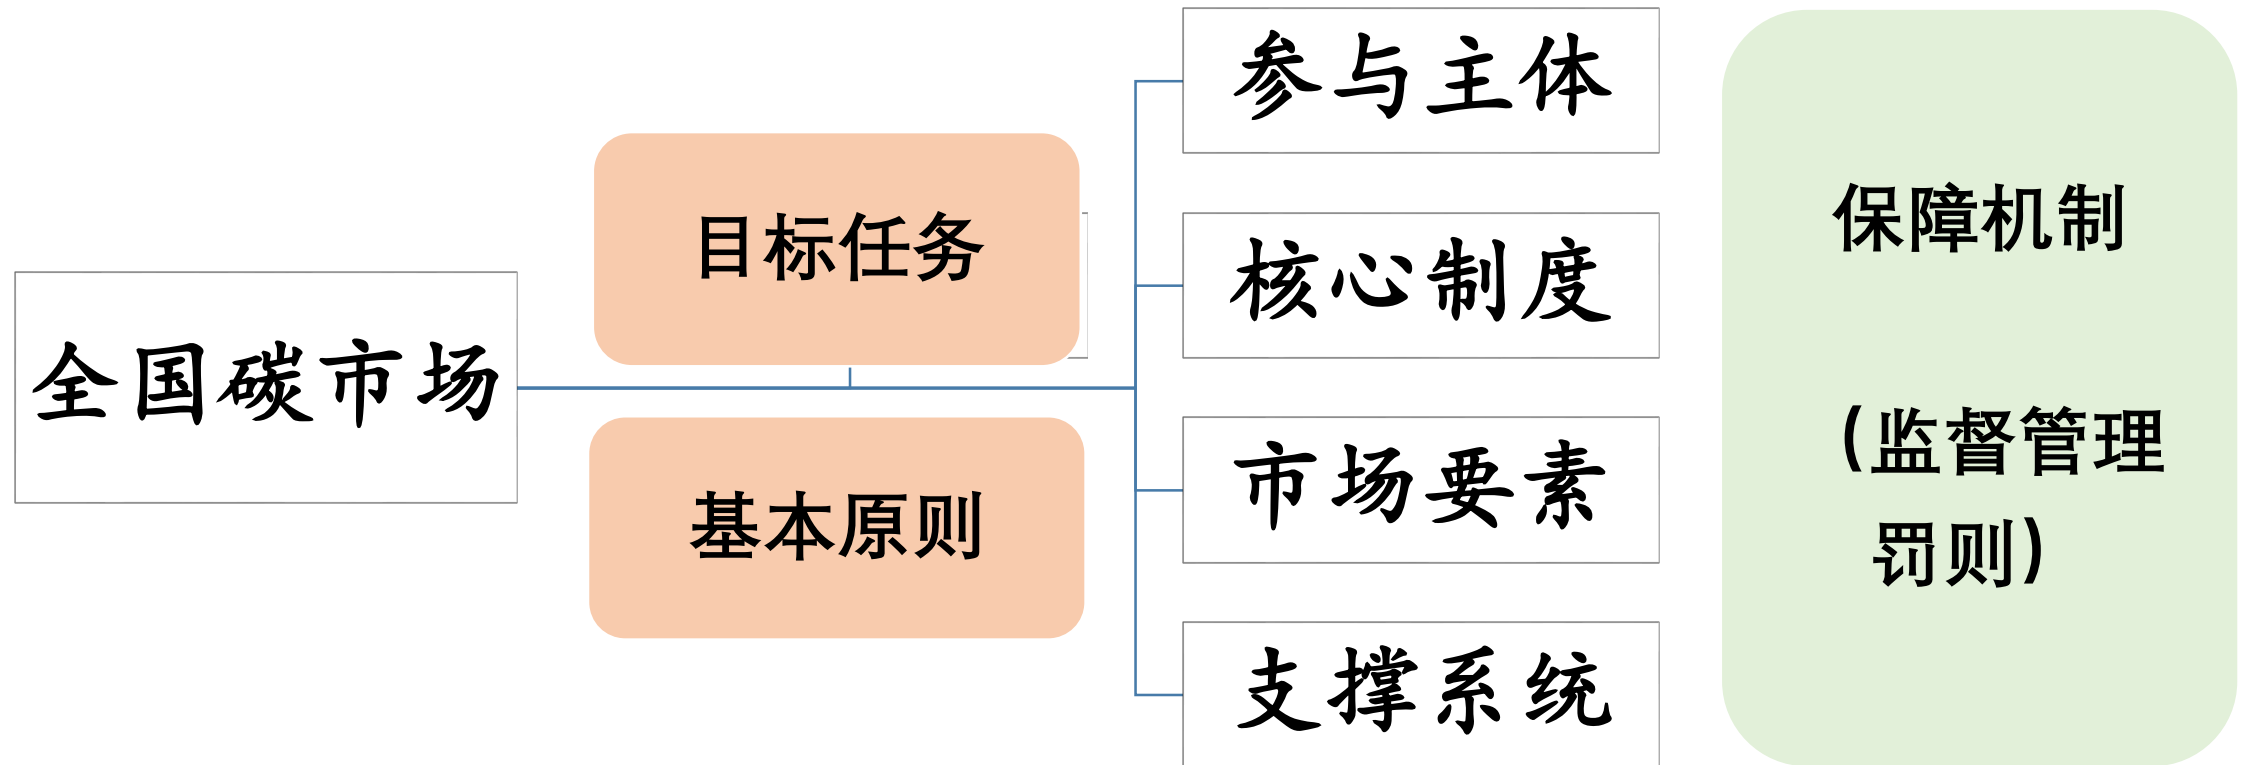 全国碳市场
目标任务
基本原则
参与主体
核心制度
市场要素
支撑系统
保障机制
(监督管理
罚则)